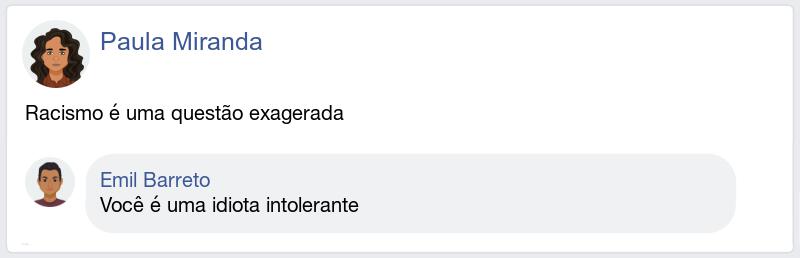 Paula Miranda
Racismo é uma questão exagerada
Emil Barreto
Você é uma idiota intolerante